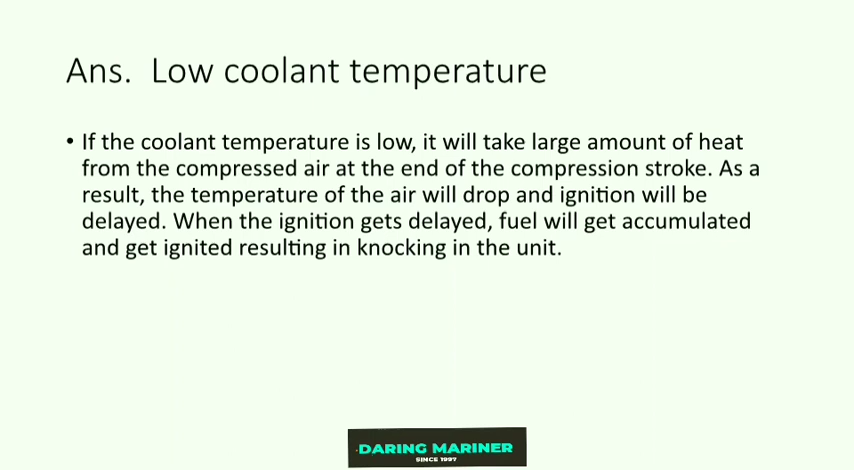 Ans.  Low coolant temperature
• If the coolant temperature is low, it will take large amount of heat
from the compressed air at the end of the compression stroke. As a
result, the temperature of the air will drop and ignition will be
delayed. When the ignition gets delayed, fuel will get accumulated
and get ignited resulting in knocking in the unit.
DARING MARINER
SINCE 1997